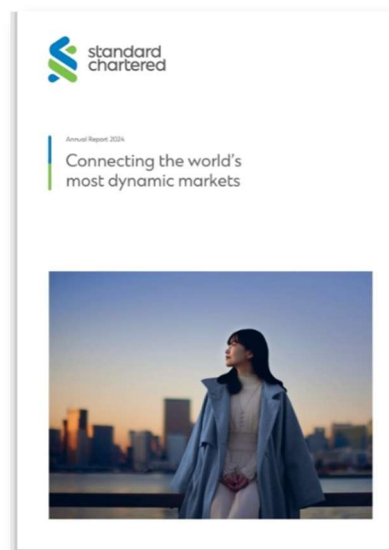 standard
chartered
Annual Report 2024
Connecting the world's
most dynamic markets